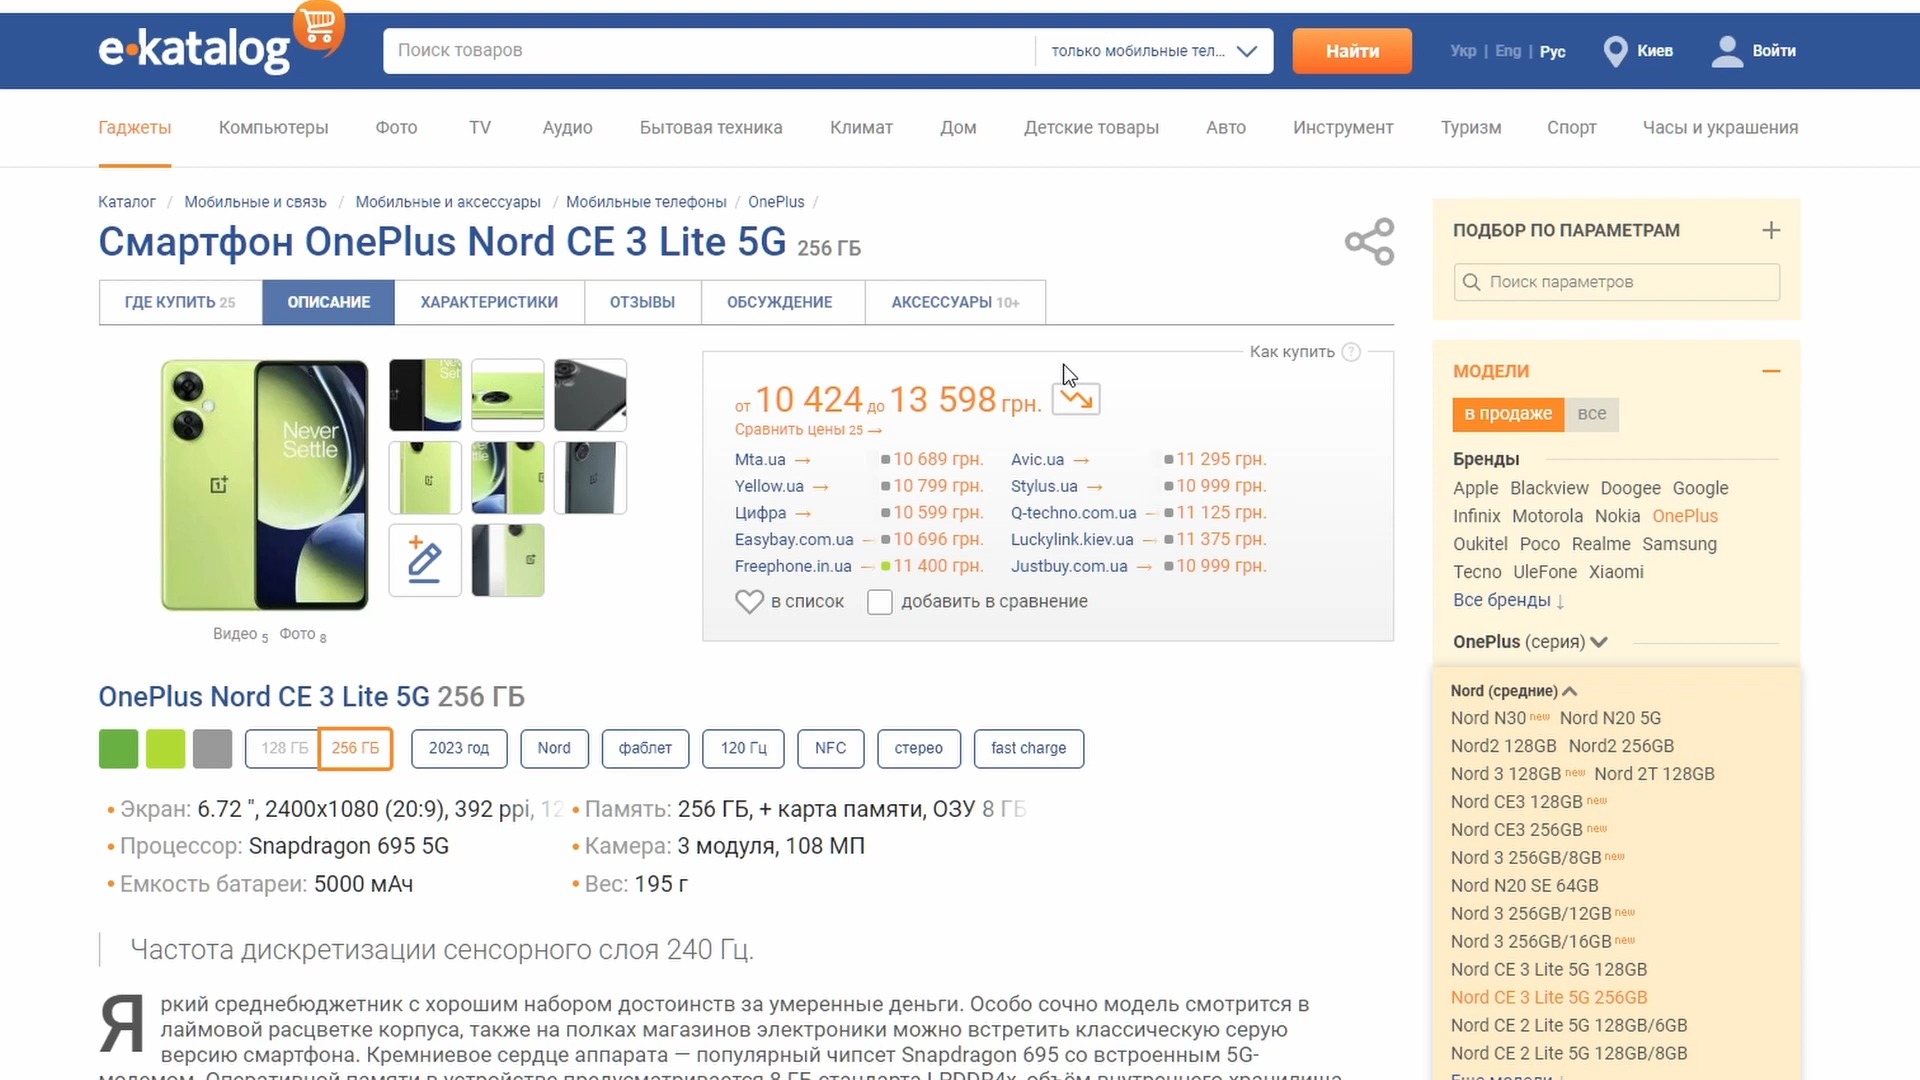 e·katalog
Поиск товаров
только мобильные тел...
Найти
Укр | Eng | Рус
Киев
Войти
Гаджеты Компьютеры Фото TV Аудио Бытовая техника Климат Дом Детские товары Авто Инструмент Туризм Спорт Часы и украшения
Каталог / Мобильные и связь / Мобильные и аксессуары / Мобильные телефоны / OnePlus /
Смартфон OnePlus Nord CE 3 Lite 5G 256 ГБ
ГДЕ КУПИТЬ 25 ОПИСАНИЕ ХАРАКТЕРИСТИКИ ОТЗЫВЫ ОБСУЖДЕНИЕ АКСЕССУАРЫ 10+
Never
Settle
Видео 5 Фото 8
Как купить ?
от 10 424 до 13 598 грн.
Сравнить цены 25 →
Mta.ua → 10 689 грн. Avic.ua → 11 295 грн.
Yellow.ua → 10 799 грн. Stylus.ua → 10 999 грн.
Цифра → 10 599 грн. Q-techno.com.ua → 11 125 грн.
Easybay.com.ua → 10 696 грн. Luckylink.kiev.ua → 11 375 грн.
Freephone.in.ua → 11 400 грн. Justbuy.com.ua → 10 999 грн.
в список добавить в сравнение
OnePlus Nord CE 3 Lite 5G 256 ГБ
128 ГБ 256 ГБ 2023 год Nord фаблет 120 Гц NFC стерео fast charge
• Экран: 6.72 ", 2400x1080 (20:9), 392 ppi, 12 • Память: 256 ГБ, + карта памяти, ОЗУ 8 ГБ
• Процессор: Snapdragon 695 5G • Камера: 3 модуля, 108 МП
• Емкость батареи: 5000 мАч • Вес: 195 г
Частота дискретизации сенсорного слоя 240 Гц.
Яркий среднебюджетник с хорошим набором достоинств за умеренные деньги. Особо сочно модель смотрится в
лаймовой расцветке корпуса, также на полках магазинов электроники можно встретить классическую серую
версию смартфона. Кремниевое сердце аппарата — популярный чипсет Snapdragon 695 со встроенным 5G-
модемом. Оперативной памяти в устройстве предусматривается 8 ГБ стандарта LPDDR4x, объём внутреннего хранилища
ПОДБОР ПО ПАРАМЕТРАМ
Поиск параметров
МОДЕЛИ
в продаже все
Бренды
Apple Blackview Doogee Google
Infinix Motorola Nokia OnePlus
Oukitel Poco Realme Samsung
Tecno UleFone Xiaomi
Все бренды ↓
OnePlus (серия)
Nord (средние)
Nord N30 new Nord N20 5G
Nord2 128GB Nord2 256GB
Nord 3 128GB new Nord 2T 128GB
Nord CE3 128GB new
Nord CE3 256GB new
Nord 3 256GB/8GB new
Nord N20 SE 64GB
Nord 3 256GB/12GB new
Nord 3 256GB/16GB new
Nord CE 3 Lite 5G 128GB
Nord CE 3 Lite 5G 256GB
Nord CE 2 Lite 5G 128GB/6GB
Nord CE 2 Lite 5G 128GB/8GB
Еще модели ↓